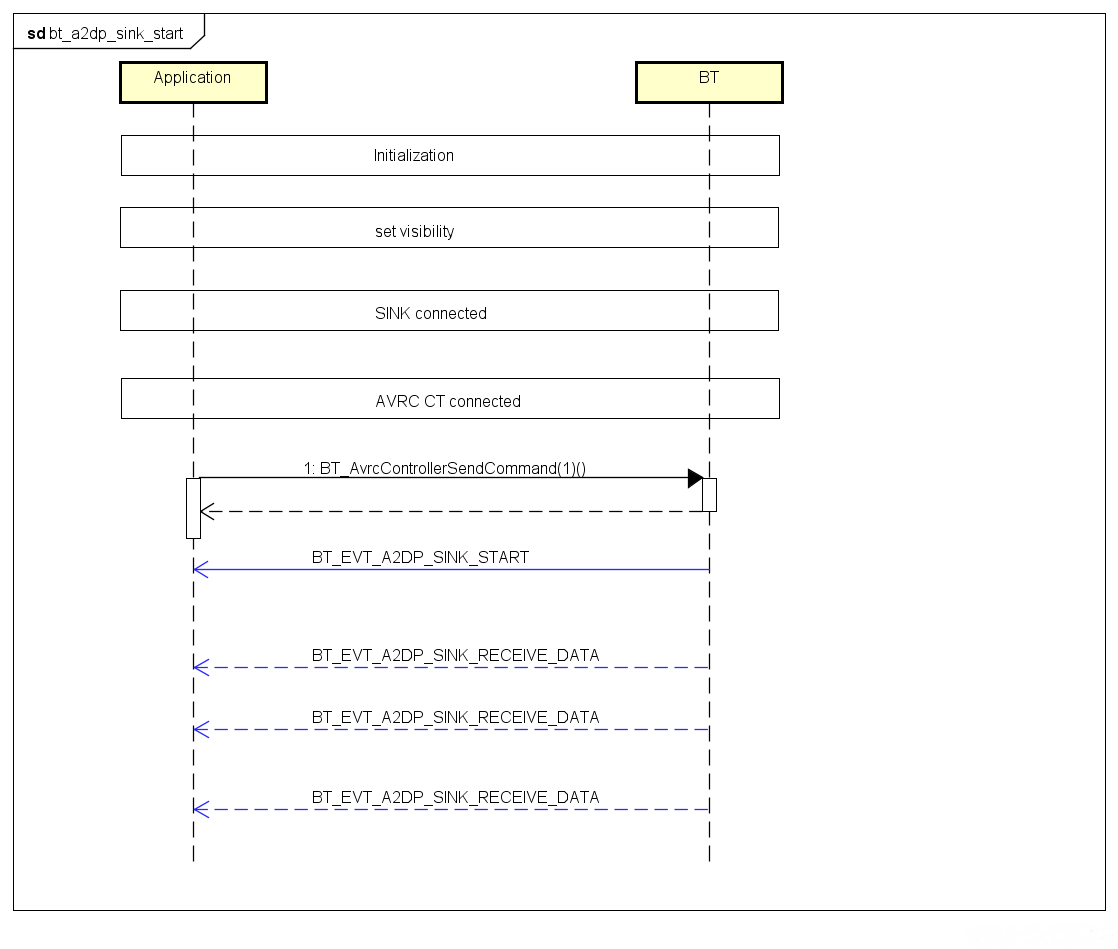 sd bt_a2dp_sink_start
Application
BT
Initialization
set visibility
SINK connected
AVRC CT connected
1: BT_AvrcControllerSendCommand(1)()
BT_EVT_A2DP_SINK_START
BT_EVT_A2DP_SINK_RECEIVE_DATA
BT_EVT_A2DP_SINK_RECEIVE_DATA
BT_EVT_A2DP_SINK_RECEIVE_DATA